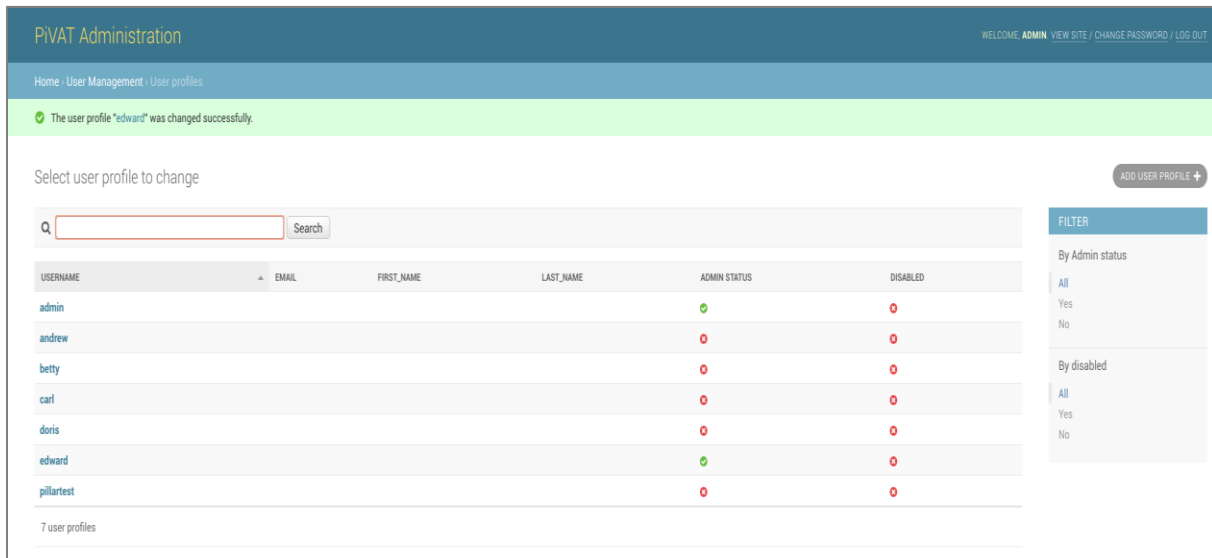 PiVAT Administration
WELCOME, ADMIN. VIEW SITE / CHANGE PASSWORD / LOG OUT
Home › User Management › User profiles
The user profile "edward" was changed successfully.
Select user profile to change
ADD USER PROFILE +
Search
FILTER
USERNAME EMAIL FIRST_NAME LAST_NAME ADMIN STATUS DISABLED
admin
andrew
betty
carl
doris
edward
pillartest
7 user profiles
By Admin status
All
Yes
No
By disabled
All
Yes
No